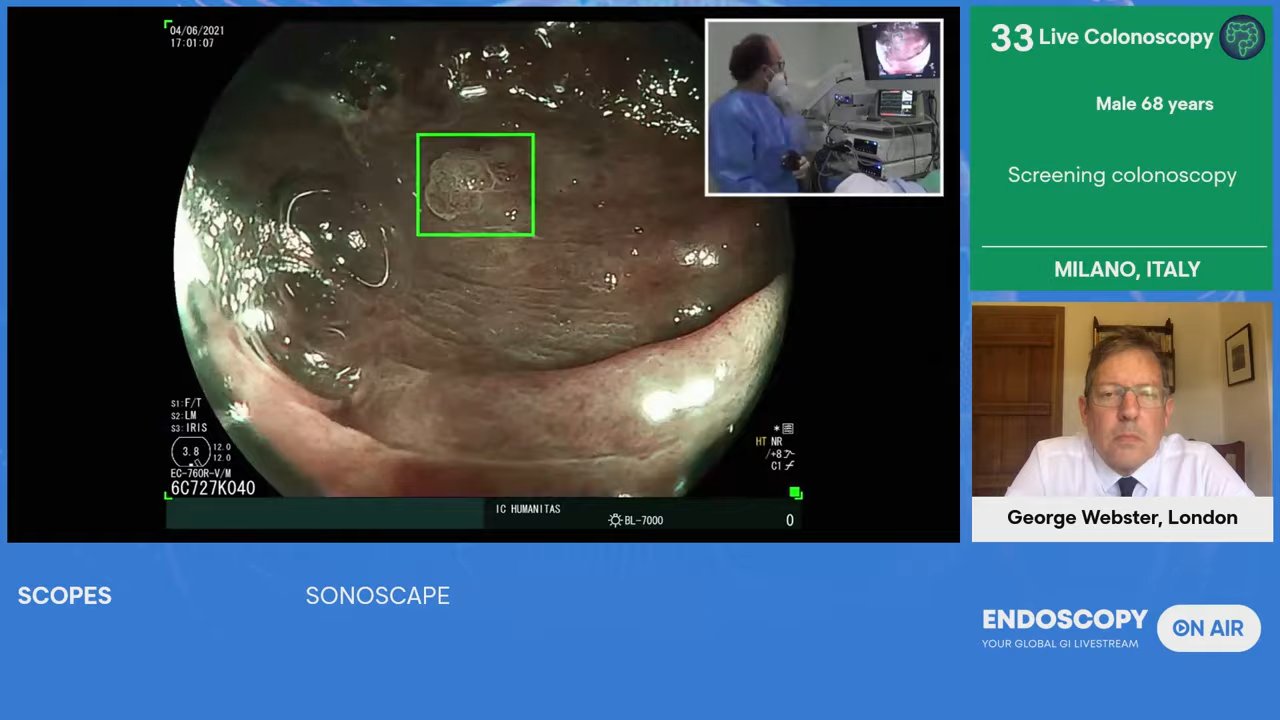 04/06/2021
17:01:07
S1:F/T
S2:LM
S3:IRIS
3.8
12.0
12.0
EC-760R-V/M
6C727K040
HT NR
/+8
C1
IC HUMANITAS
BL-7000
0
33 Live Colonoscopy
Male 68 years
Screening colonoscopy
MILANO, ITALY
George Webster, London
SCOPES
SONOSCAPE
ENDOSCOPY
YOUR GLOBAL GI LIVESTREAM
ON AIR